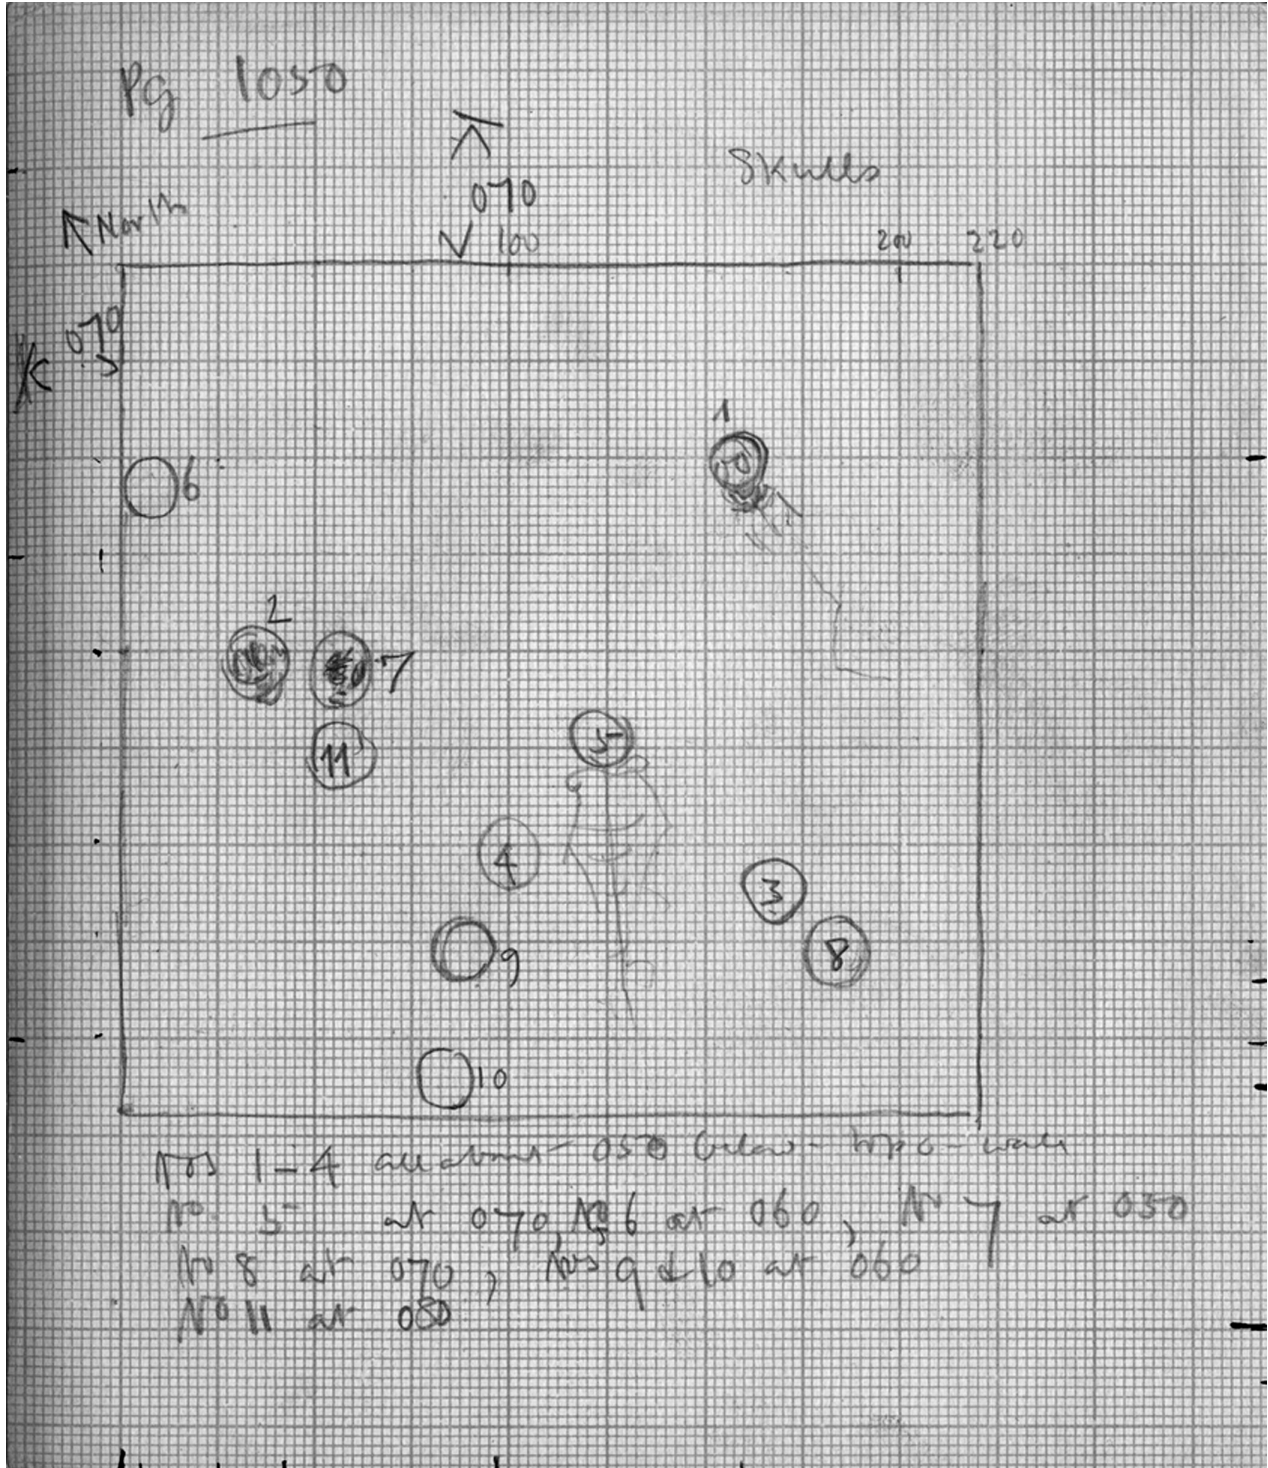 Pg 1050
Skulls
070
North
100
200 220
070
1
6
2
7
11
5
4
3
9
8
10
Nos 1-4 all about 050 below top o wall
No. 5 at 070, No 6 at 060, No 7 at 050
No 8 at 070, Nos 9 & 10 at 060
No 11 at 080